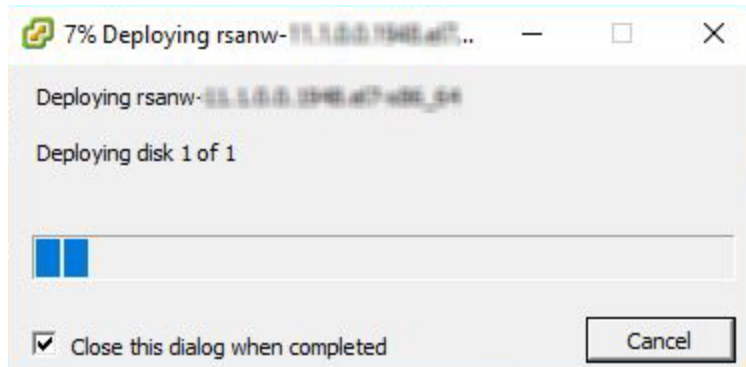 7% Deploying rsanw-
Deploying rsanw-
Deploying disk 1 of 1
Close this dialog when completed
Cancel